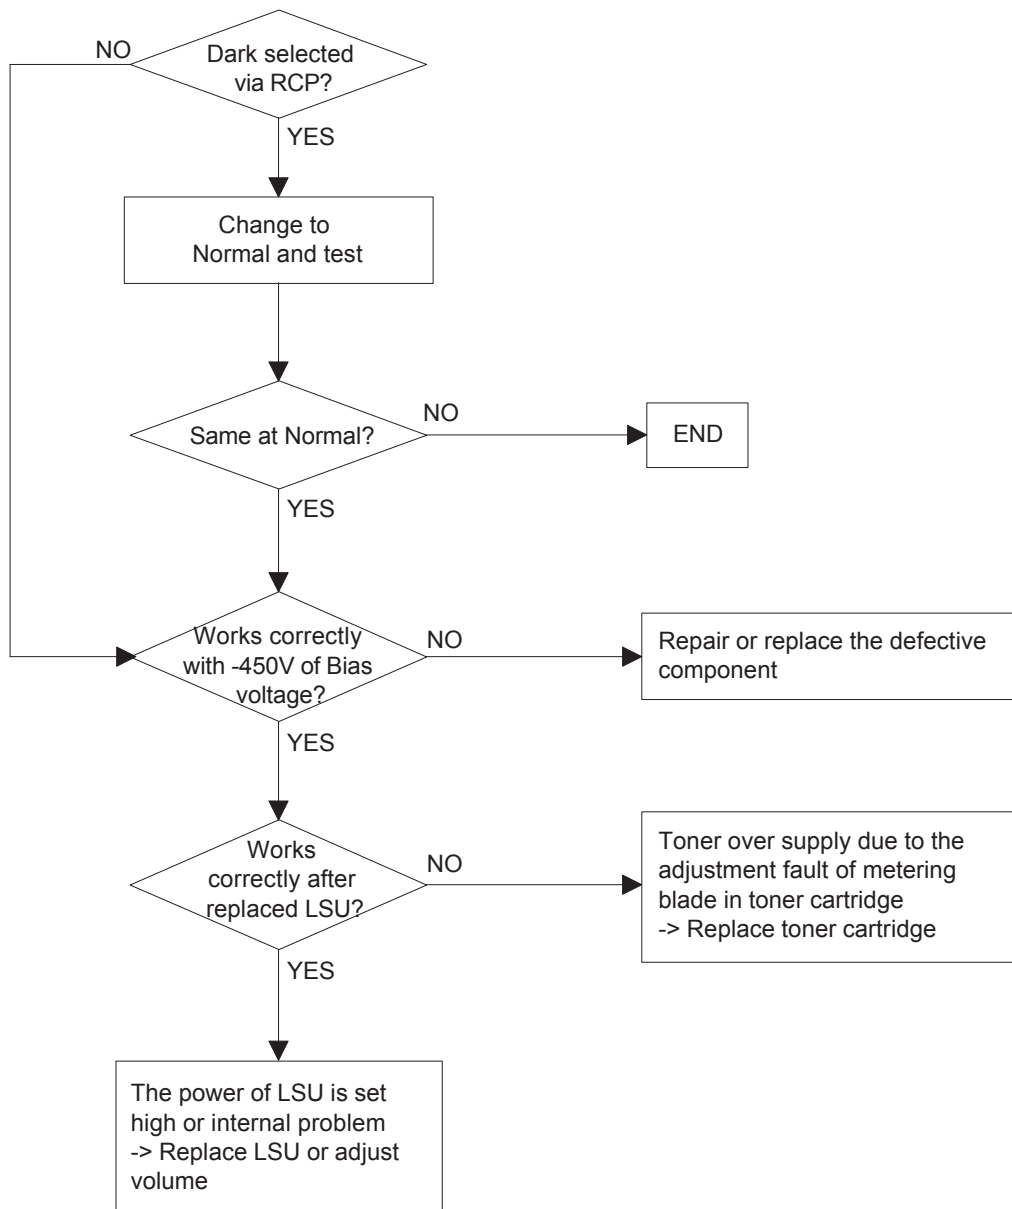 NO
Dark selected
via RCP?
YES
Change to
Normal and test
Same at Normal?
NO
END
YES
Works correctly
with -450V of Bias
voltage?
NO
Repair or replace the defective
component
YES
Works
correctly after
replaced LSU?
NO
Toner over supply due to the
adjustment fault of metering
blade in toner cartridge
-> Replace toner cartridge
YES
The power of LSU is set
high or internal problem
-> Replace LSU or adjust
volume